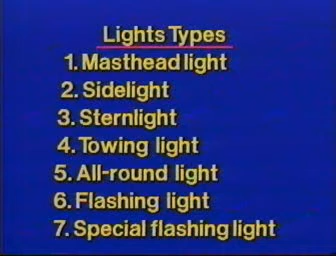 Lights Types
1. Masthead light
2. Sidelight
3. Sternlight
4. Towing light
5. All-round light
6. Flashing light
7. Special flashing light